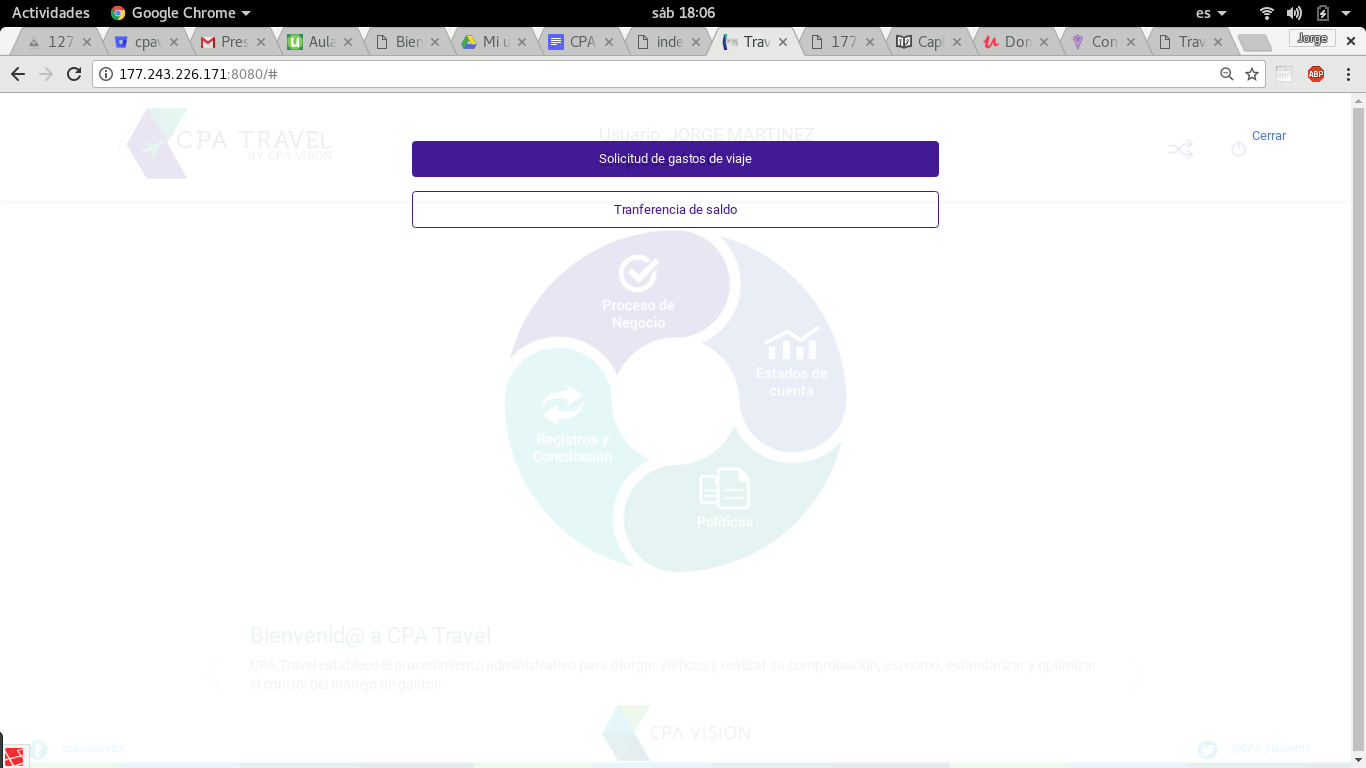 Actividades Google Chrome sáb 18:06 es
127 cpav Pres Aula Bien Mi u CPA inde Trav 177 Capi Dor Con Trav Jorge
177.243.226.171:8080/# ABP
CPA TRAVEL
BY CPA VISION
Usuario: JORGE MARTINEZ
Cerrar
Solicitud de gastos de viaje
Tranferencia de saldo
Proceso de
Negocio
Estados de
cuenta
Registros y
Conciliación
Políticas
Bienvenid@ a CPA Travel
CPA Travel establece el procedimiento administrativo para otorgar viáticos y realizar su comprobación, así como, estandarizar y optimizar
el control del manejo de gastos
CPA VISION
cpavisionmx
@CPA_visionmx